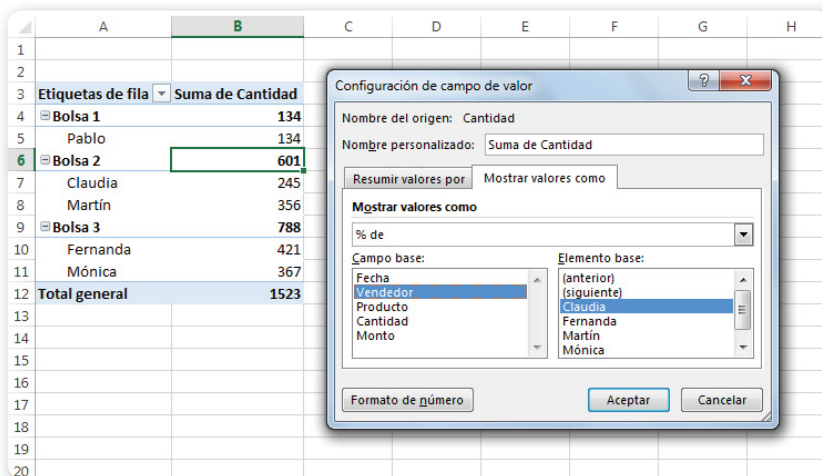 A B C D E F G H
1
2
3 Etiquetas de fila Suma de Cantidad
4 Bolsa 1 134
5 Pablo 134
6 Bolsa 2 601
7 Claudia 245
8 Martín 356
9 Bolsa 3 788
10 Fernanda 421
11 Mónica 367
12 Total general 1523
13
14
15
16
17
18
19
20
Configuración de campo de valor
Nombre del origen: Cantidad
Nombre personalizado: Suma de Cantidad
Resumir valores por Mostrar valores como
Mostrar valores como
% de
Campo base: Elemento base:
Fecha (anterior)
Vendedor (siguiente)
Producto Claudia
Cantidad Fernanda
Monto Martín
Mónica
Formato de número Aceptar Cancelar